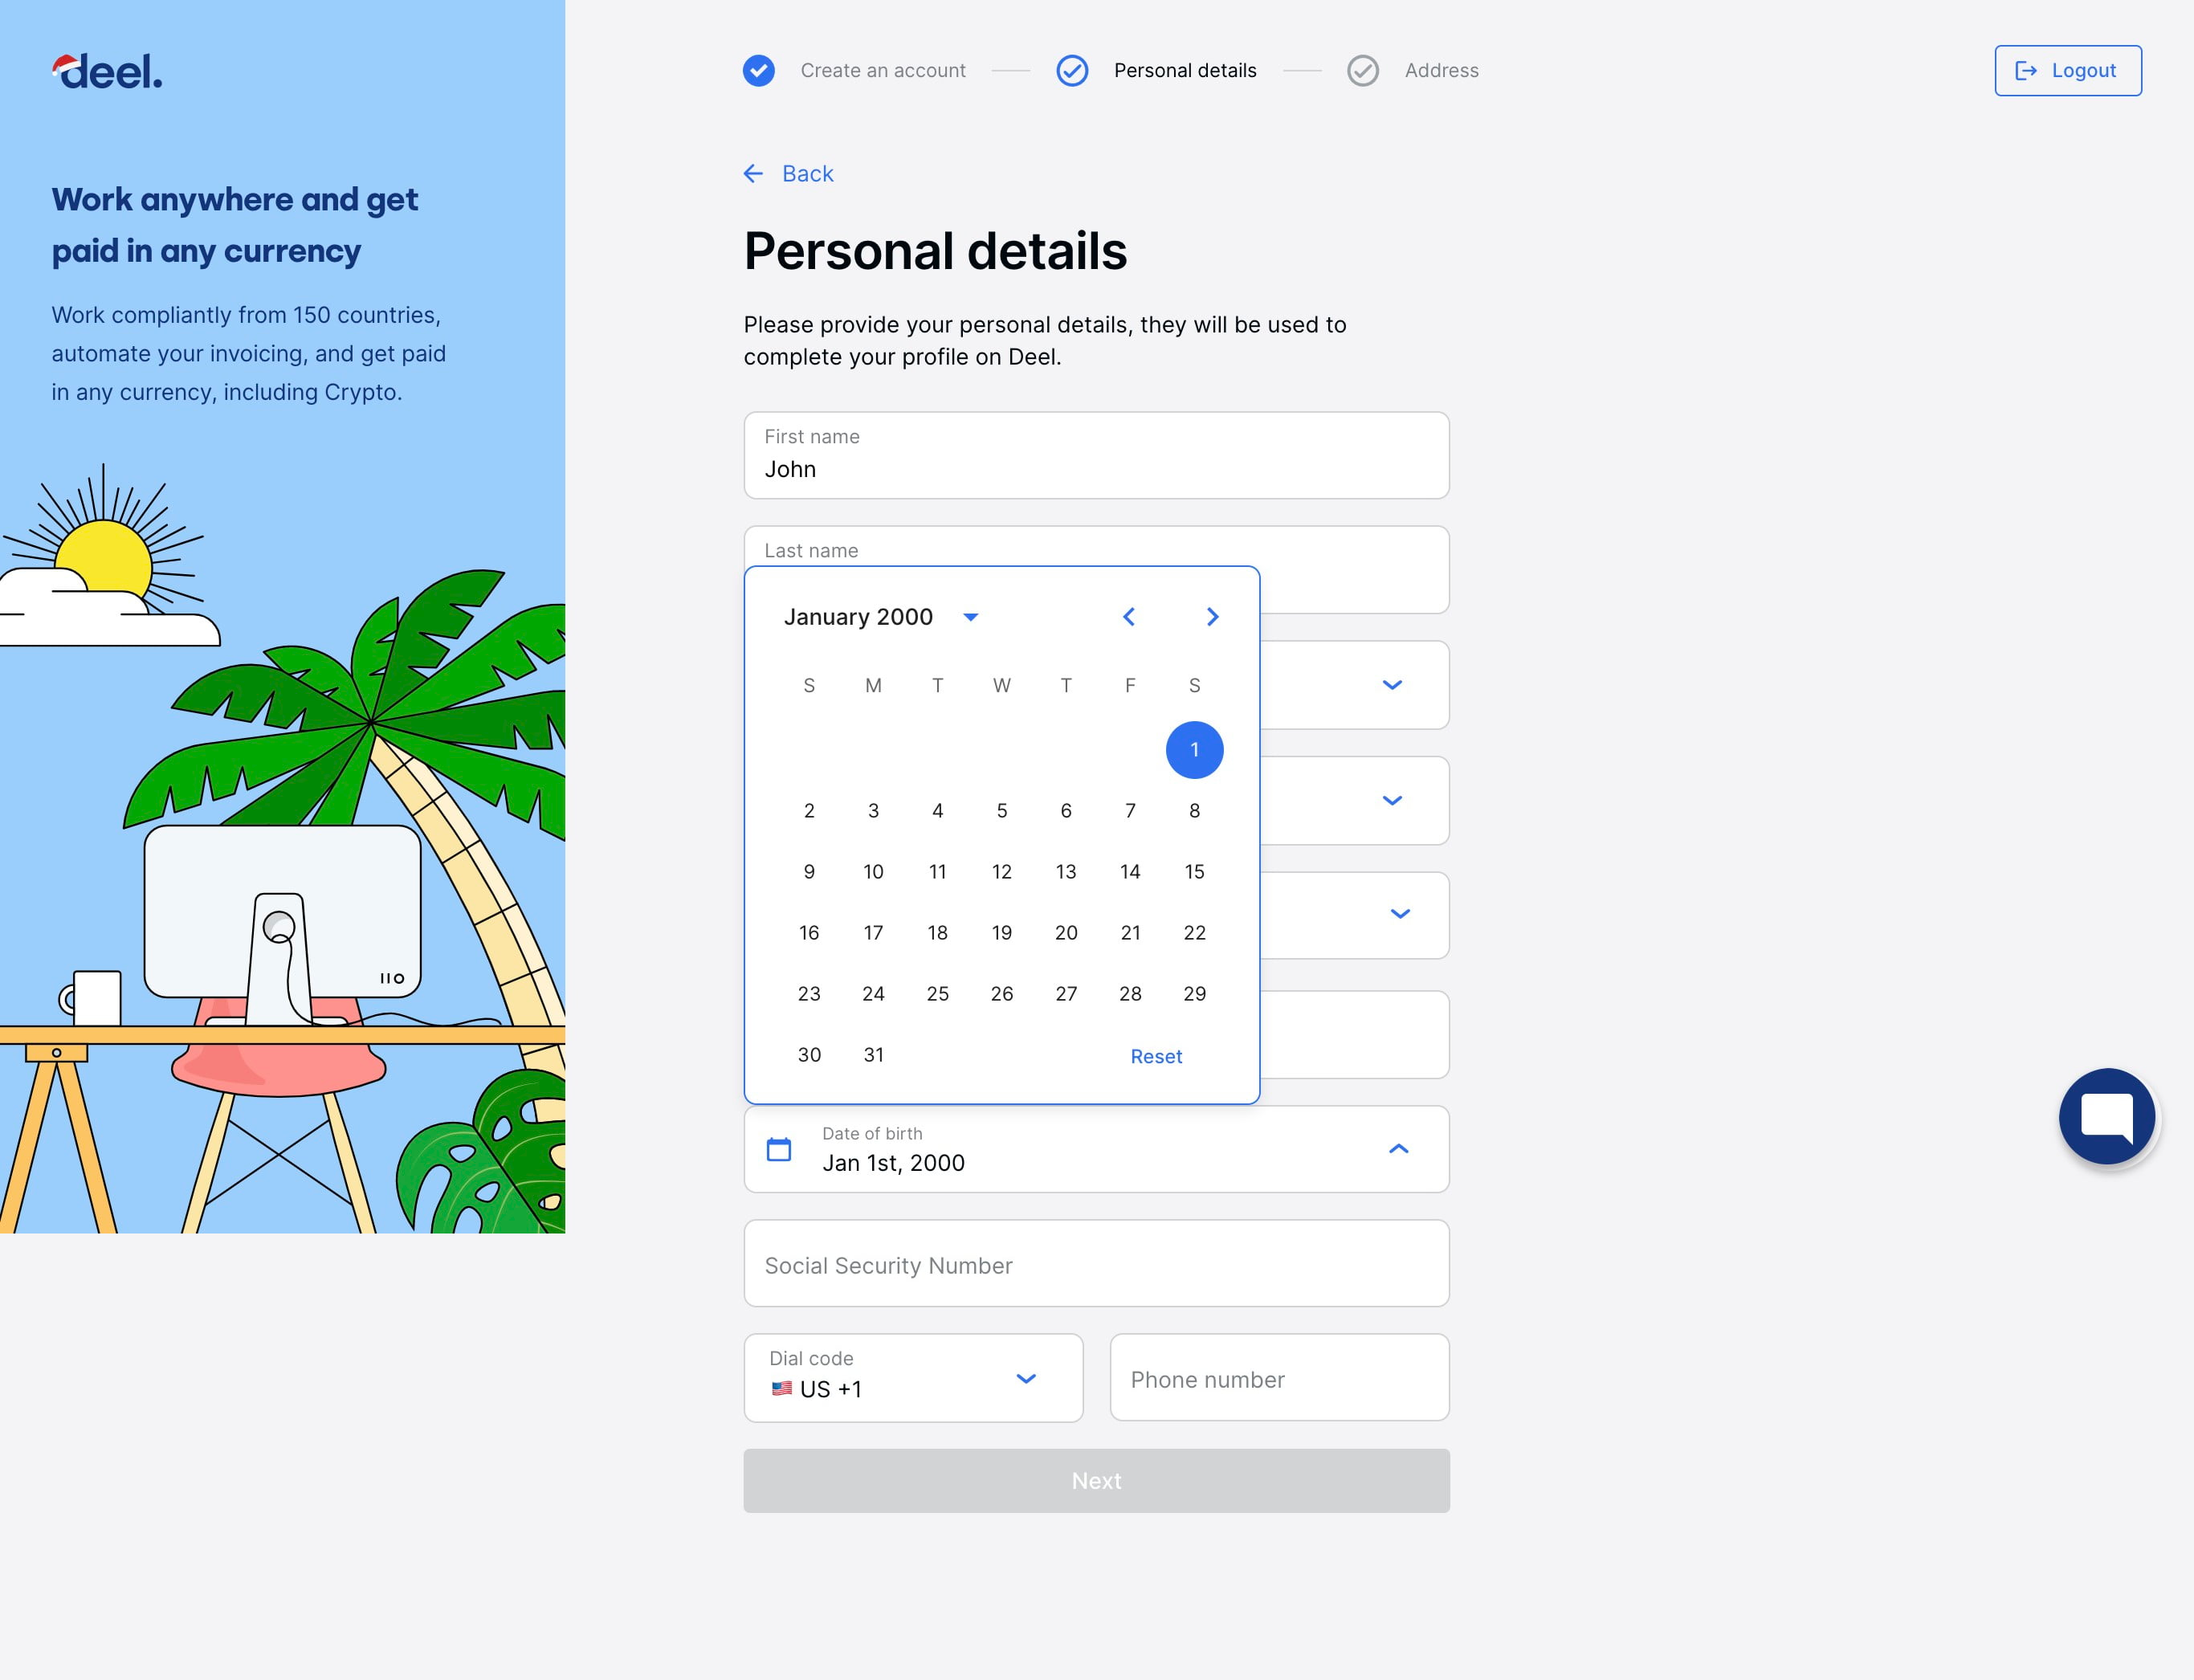 deel.
Work anywhere and get
paid in any currency
Work compliantly from 150 countries,
automate your invoicing, and get paid
in any currency, including Crypto.
Create an account
Personal details
Address
Logout
Back
Personal details
Please provide your personal details, they will be used to
complete your profile on Deel.
First name
John
Last name
January 2000
S M T W T F S
1
2 3 4 5 6 7 8
9 10 11 12 13 14 15
16 17 18 19 20 21 22
23 24 25 26 27 28 29
30 31 Reset
Date of birth
Jan 1st, 2000
Social Security Number
Dial code
US +1
Phone number
Next